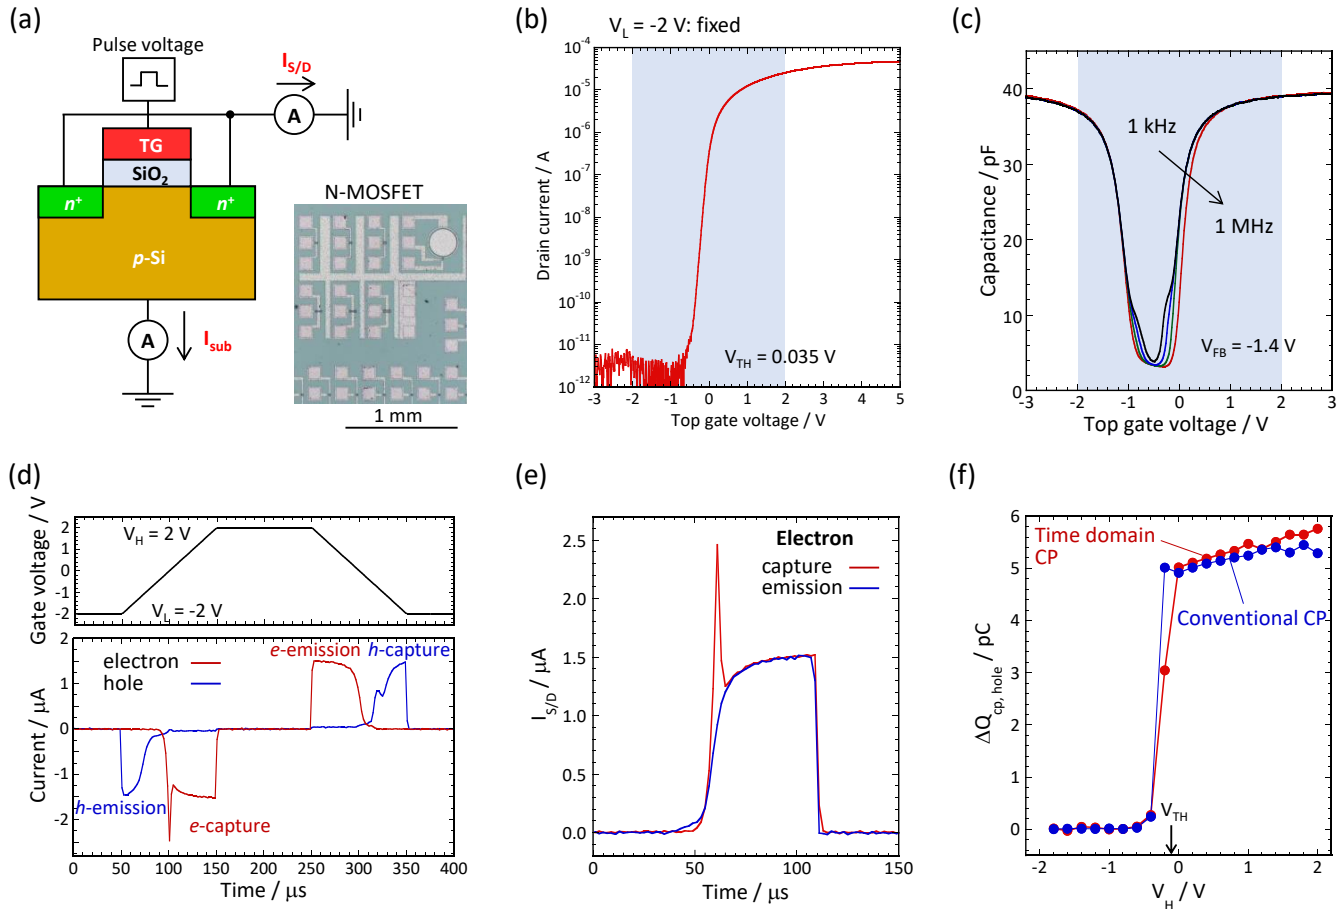 (a)
Pulse voltage
I_S/D
A
TG
SiO₂
n⁺
n⁺
p-Si
A
I_sub
N-MOSFET
1 mm
(b)
V_L = -2 V: fixed
Drain current / A
10⁻⁴
10⁻⁵
10⁻⁶
10⁻⁷
10⁻⁸
10⁻⁹
10⁻¹⁰
10⁻¹¹
10⁻¹²
V_TH = 0.035 V
-3 -2 -1 0 1 2 3 4 5
Top gate voltage / V
(c)
Capacitance / pF
40
30
20
10
0
1 kHz
1 MHz
V_FB = -1.4 V
-3 -2 -1 0 1 2 3
Top gate voltage / V
(d)
Gate voltage / V
2
1
0
-1
-2
V_H = 2 V
V_L = -2 V
Current / μA
2
1
0
-1
-2
electron
hole
e-emission
h-capture
h-emission
e-capture
0 50 100 150 200 250 300 350 400
Time / μs
(e)
I_S/D / μA
2.5
2.0
1.5
1.0
0.5
0.0
Electron
capture
emission
0 50 100 150
Time / μs
(f)
ΔQ_cp, hole / pC
6
5
4
3
2
1
0
Time domain
CP
Conventional CP
V_TH
-2 -1 0 1 2
V_H / V